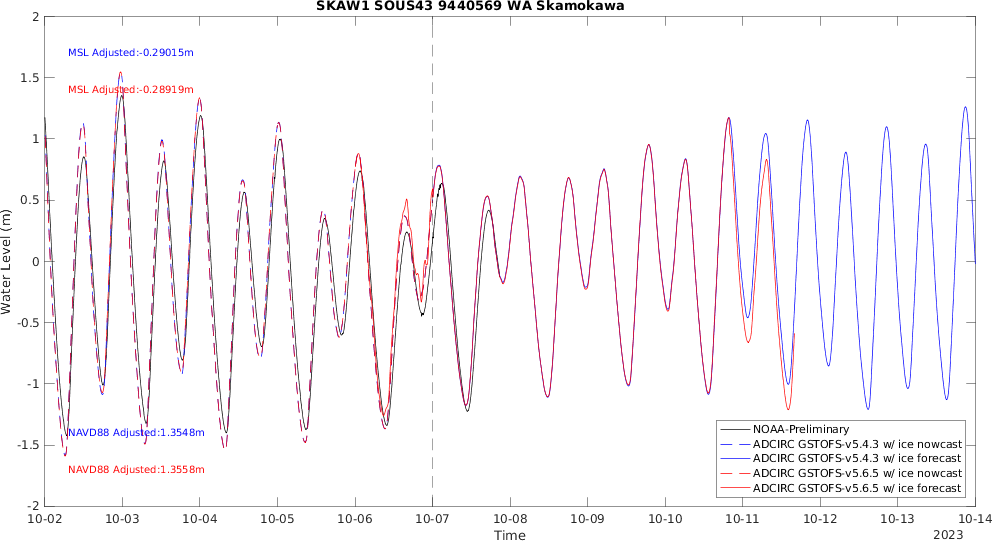 SKAW1 SOUS43 9440569 WA Skamokawa
2
1.5
1
0.5
0
-0.5
-1
-1.5
-2
Water Level (m)
MSL Adjusted:-0.29015m
MSL Adjusted:-0.28919m
NAVD88 Adjusted:1.3548m
NAVD88 Adjusted:1.3558m
NOAA-Preliminary
ADCIRC GSTOFS-v5.4.3 w/ ice nowcast
ADCIRC GSTOFS-v5.4.3 w/ ice forecast
ADCIRC GSTOFS-v5.6.5 w/ ice nowcast
ADCIRC GSTOFS-v5.6.5 w/ ice forecast
10-02 10-03 10-04 10-05 10-06 10-07 10-08 10-09 10-10 10-11 10-12 10-13 10-14
Time
2023